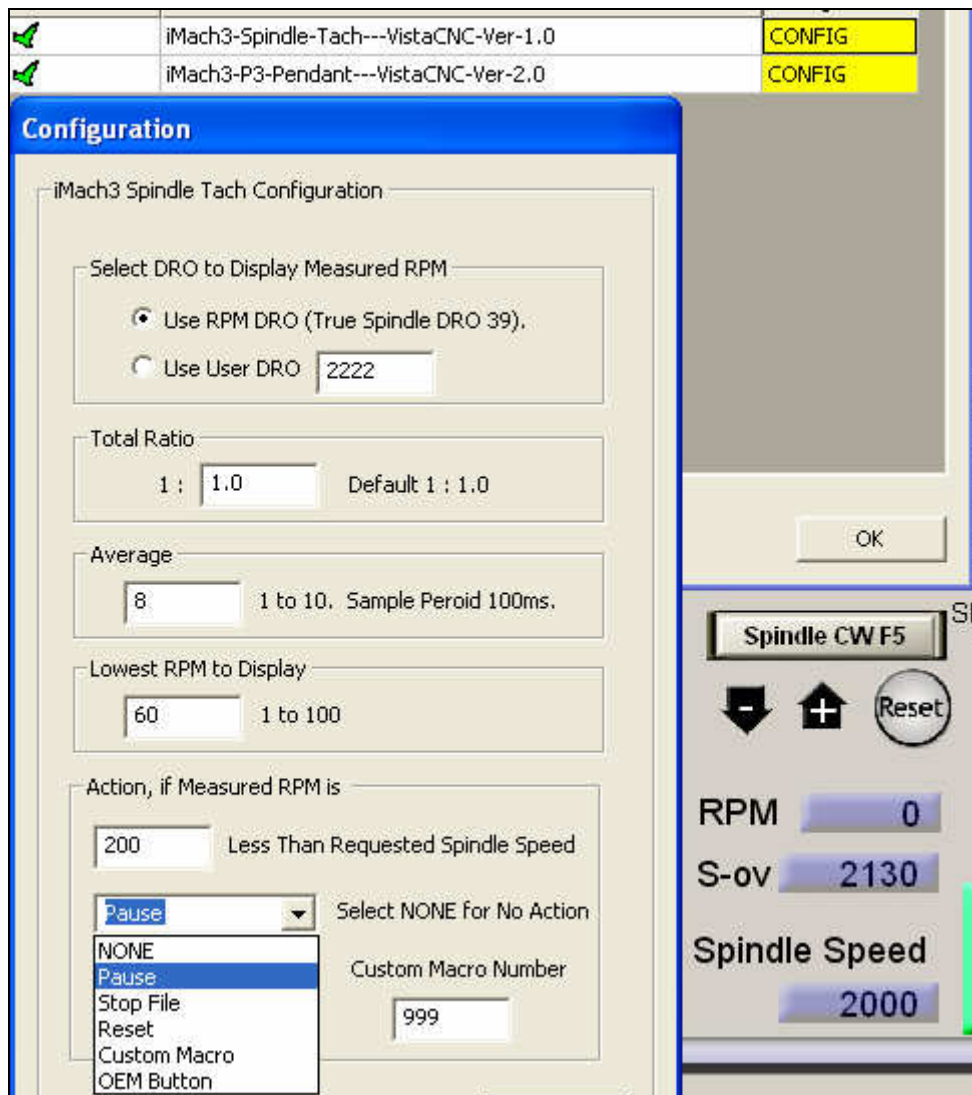 iMach3-Spindle-Tach---VistaCNC-Ver-1.0 CONFIG
iMach3-P3-Pendant---VistaCNC-Ver-2.0 CONFIG
Configuration
iMach3 Spindle Tach Configuration
Select DRO to Display Measured RPM
Use RPM DRO (True Spindle DRO 39).
Use User DRO 2222
Total Ratio
1 : 1.0 Default 1 : 1.0
Average
8 1 to 10. Sample Peroid 100ms.
Lowest RPM to Display
60 1 to 100
Action, if Measured RPM is
200 Less Than Requested Spindle Speed
Pause Select NONE for No Action
NONE
Pause
Stop File
Reset
Custom Macro
OEM Button
Custom Macro Number
999
OK
Spindle CW F5
- + Reset
RPM 0
S-ov 2130
Spindle Speed
2000